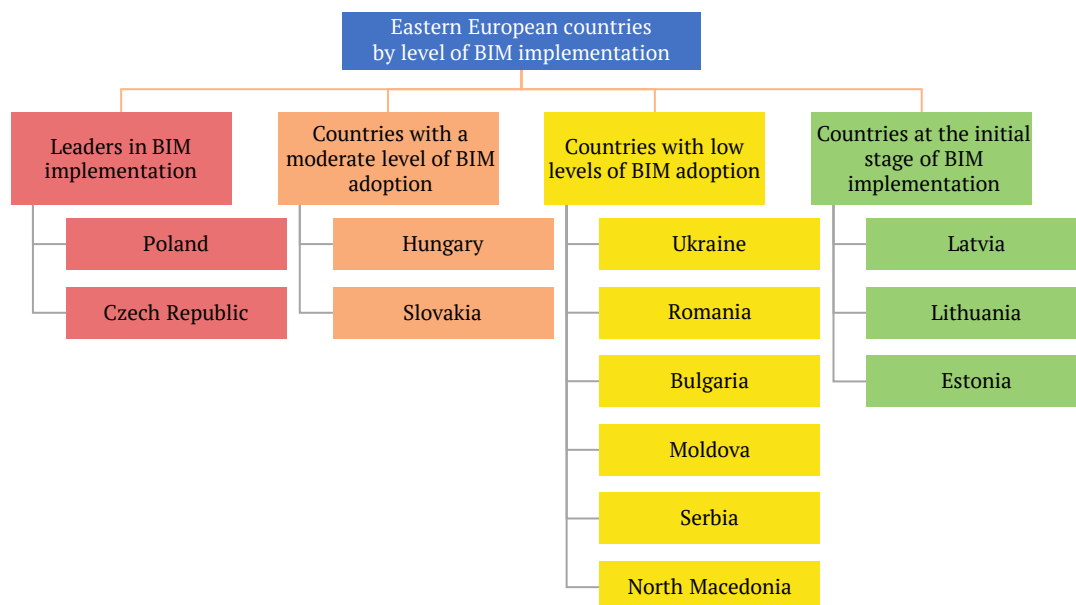 Eastern European countries
by level of BIM implementation
Leaders in BIM
implementation
Poland
Czech Republic
Countries with a
moderate level of BIM
adoption
Hungary
Slovakia
Countries with low
levels of BIM adoption
Ukraine
Romania
Bulgaria
Moldova
Serbia
North Macedonia
Countries at the initial
stage of BIM
implementation
Latvia
Lithuania
Estonia